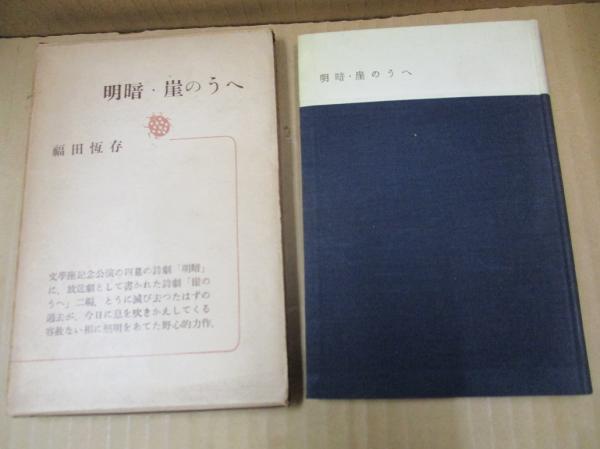 明暗・崖のうへ
福田恆存
文學座記念公演の四幕の詩劇「明暗」
に、放送劇として書かれた詩劇「崖の
うへ」二編。とうに滅び去つたはずの
過去が、今日に息を吹きかえしてくる
容赦ない相に照明をあてた野心的力作。
明暗・崖のうへ